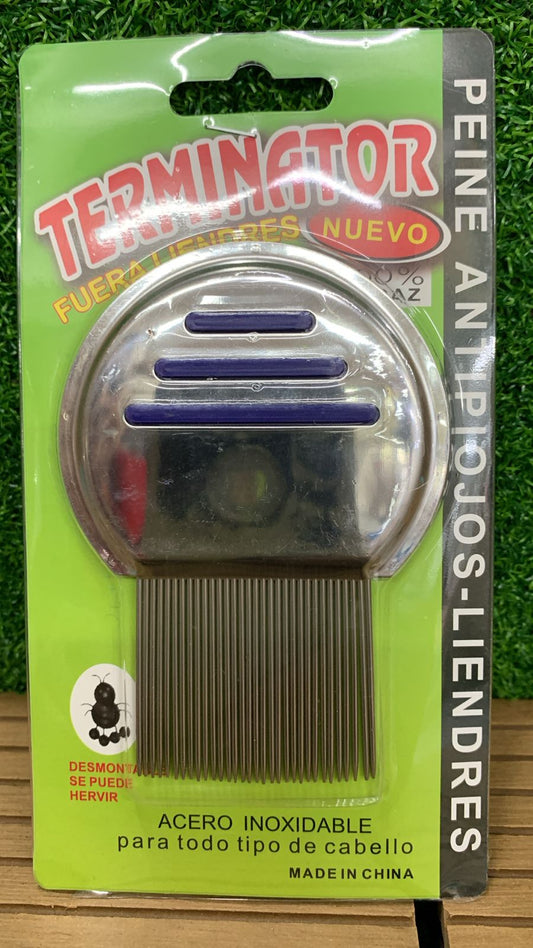 TERMINATOR
FUERA LIENDRES
NUEVO
PEINE ANTIPIOJOS-LIENDRES
SE PUEDE
HERVIR
ACERO INOXIDABLE
para todo tipo de cabello
MADE IN CHINA